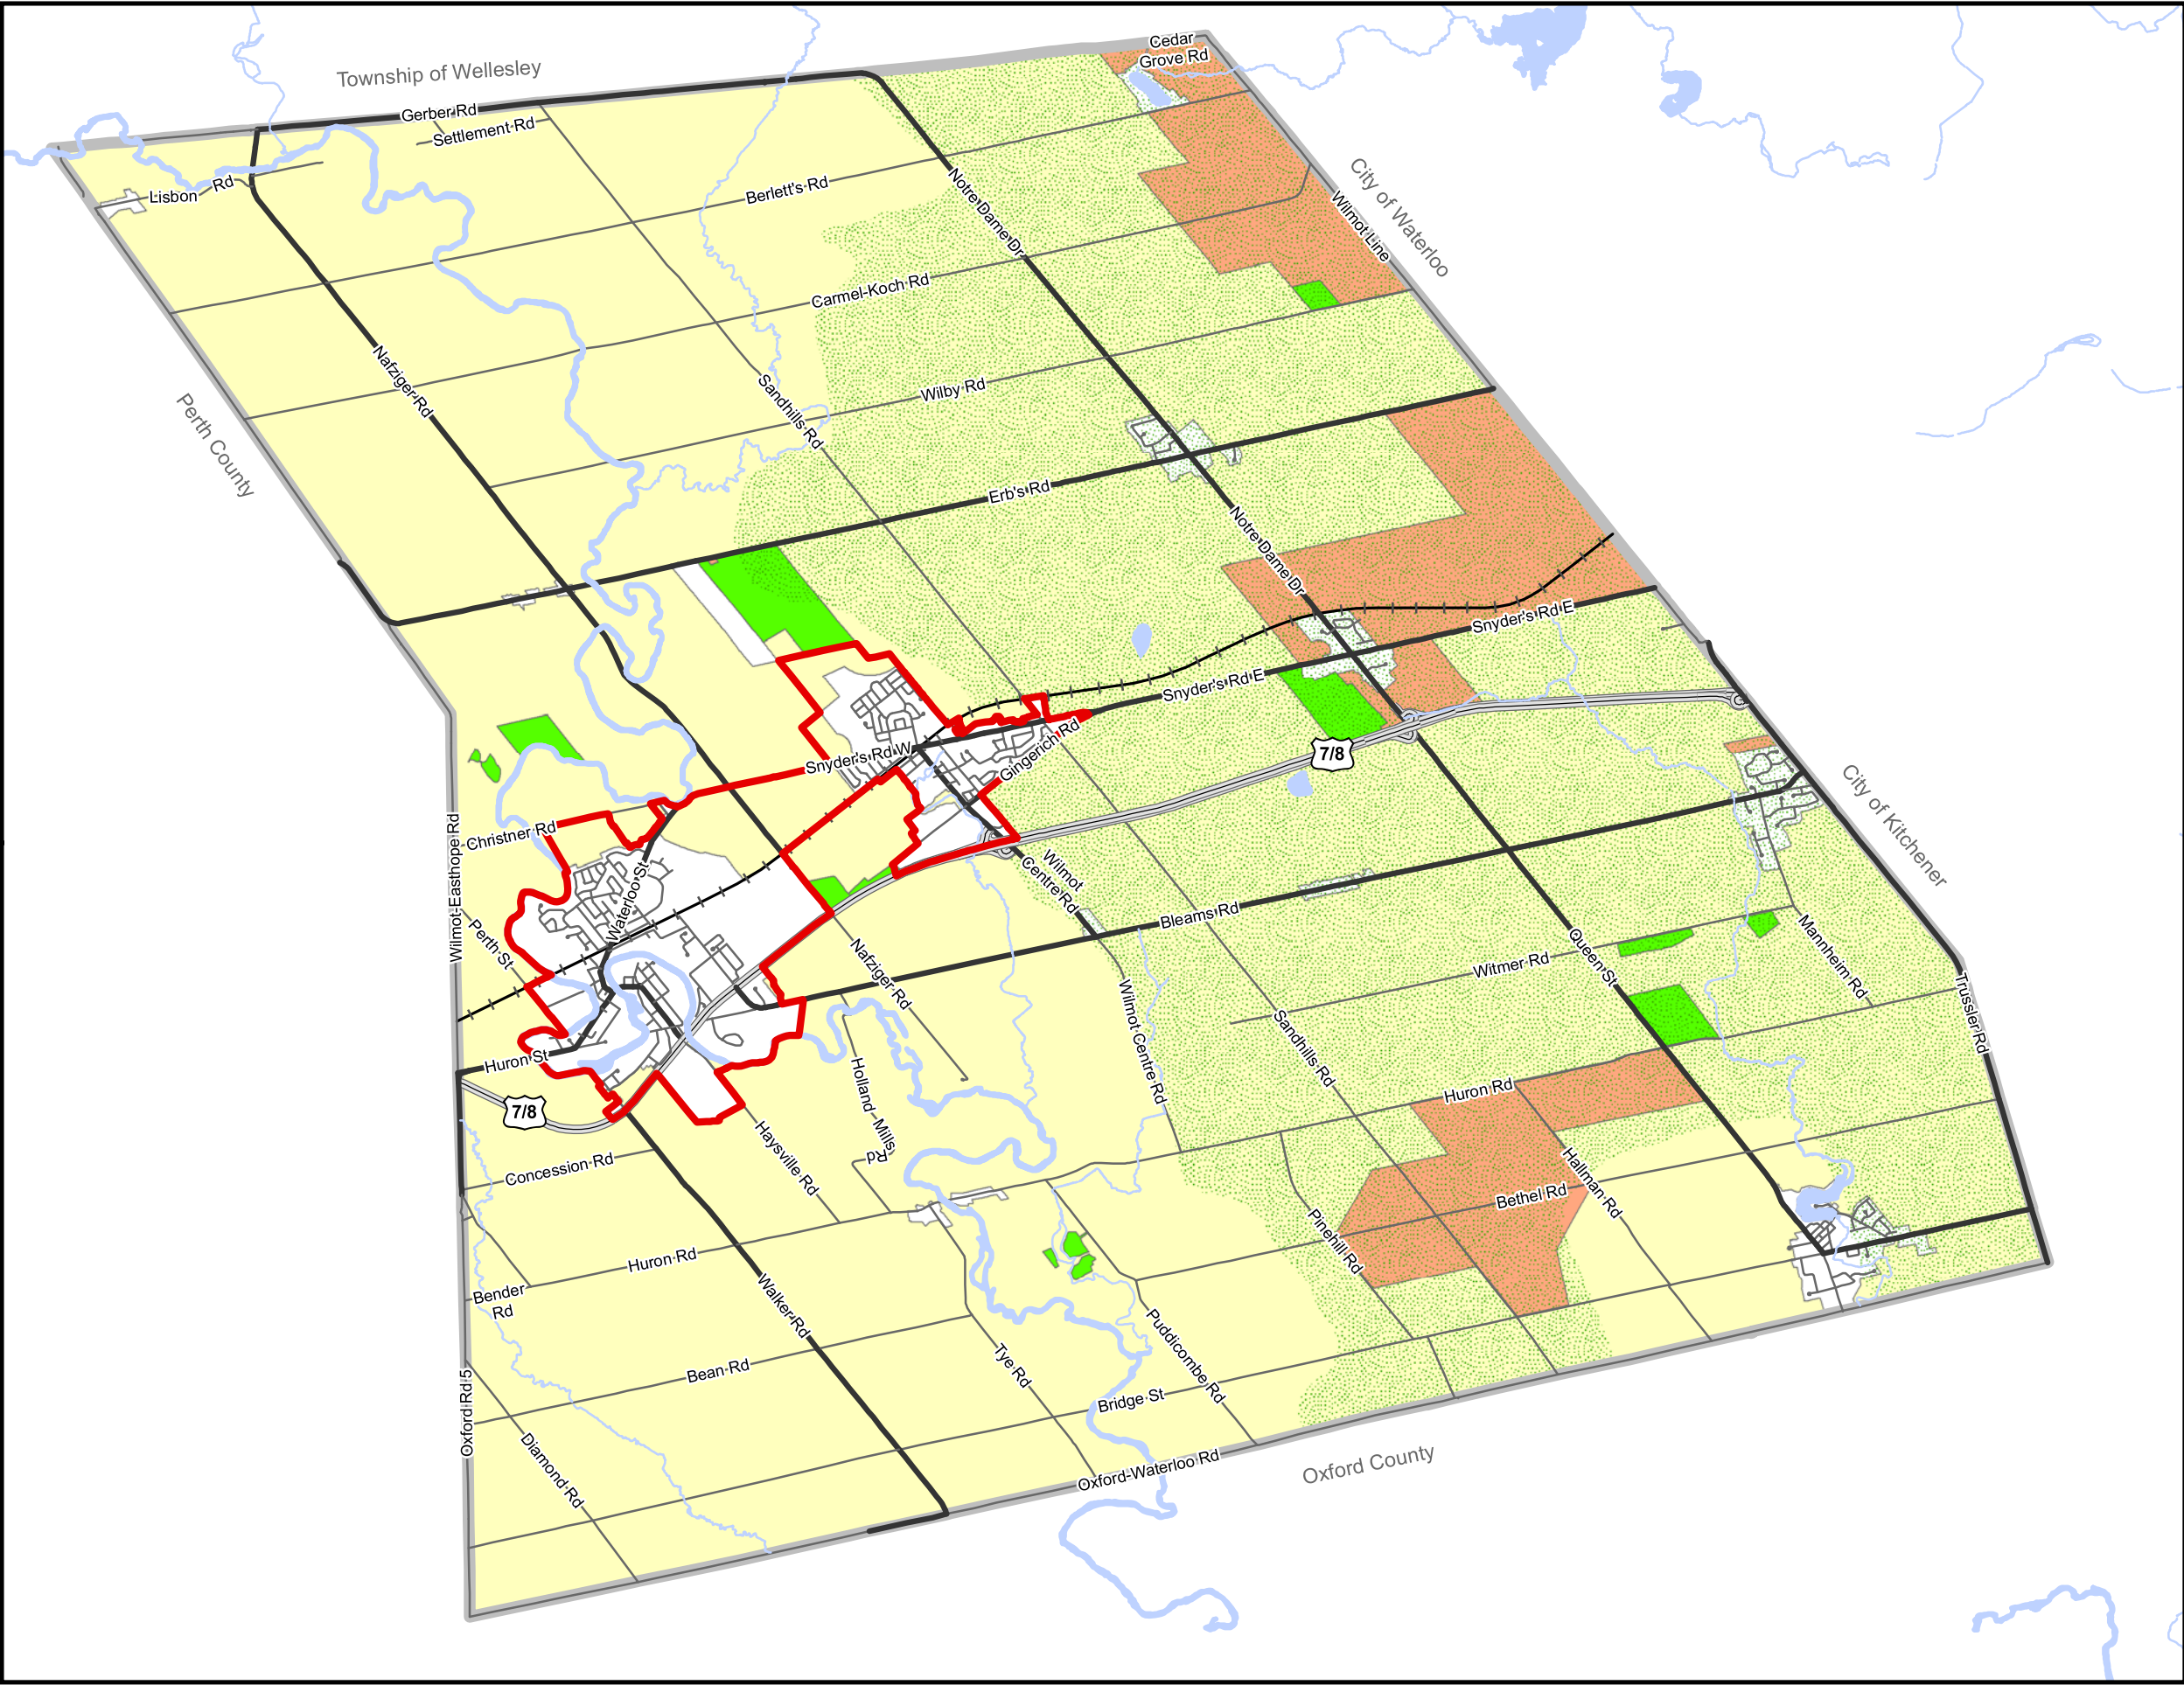 Cedar
Grove Rd
Township of Wellesley
Gerber Rd
Settlement Rd
Lisbon Rd
Berlett's Rd
Notre Dame Dr
City of Waterloo
Wilmot Line
Carmel-Koch Rd
Nafziger Rd
Sandhills Rd
Wilby Rd
Perth County
Erb's Rd
Notre Dame Dr
Snyder's Rd E
Snyder's Rd E
Snyder's Rd W
Gingerich Rd
7/8
City of Kitchener
Christner Rd
Wilmot-Easthope Rd
Waterloo St
Wilmot
Centre Rd
Bleams Rd
Perth St
Nafziger Rd
Queen St
Witmer Rd
Mannheim Rd
Trussler Rd
Wilmot Centre Rd
Sandhills Rd
Huron St
7/8
Holland Mills
Rd
Huron Rd
Haysville Rd
Concession Rd
Hallman Rd
Bethel Rd
Pinehill Rd
Huron Rd
Bender
Rd
Walker Rd
Puddicombe Rd
Tye Rd
Bean Rd
Bridge St
Oxford Rd 5
Diamond Rd
Oxford-Waterloo Rd
Oxford County